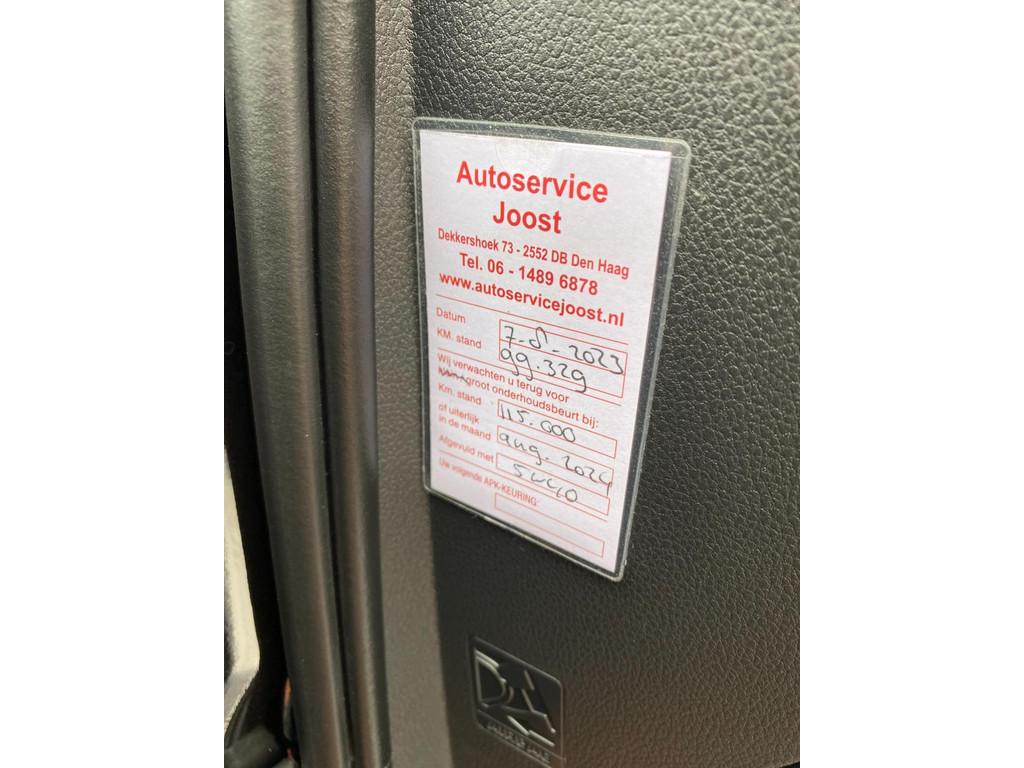 Autoservice
Joost
Dekkershoek 73 - 2552 DB Den Haag
Tel. 06 - 1489 6878
www.autoservicejoost.nl
Datum 7-8-2023
KM. stand 99.329
Wij verwachten u terug voor
groot onderhoudsbeurt bij:
Km. stand 115.000
of uiterlijk
in de maand aug. 2024
Afgevuld met 5W40
Uw volgende APK-KEURING: